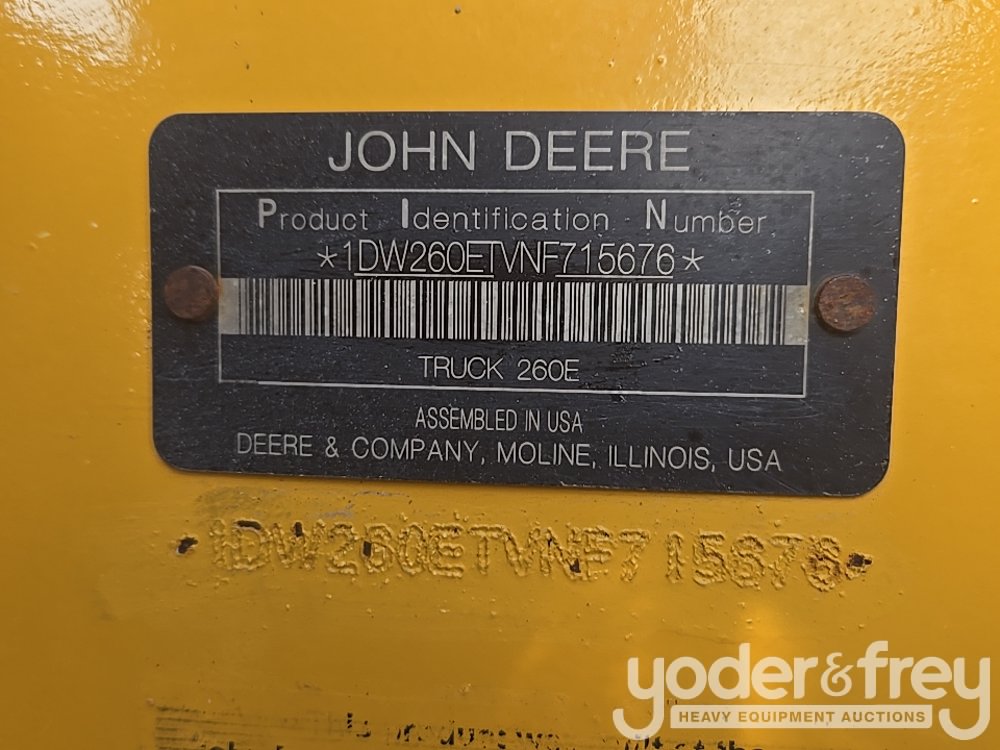 JOHN DEERE
Product Identification Number
*1DW260ETVNF715676*
TRUCK 260E
ASSEMBLED IN USA
DEERE & COMPANY, MOLINE, ILLINOIS, USA
1DW260ETVNF715676
yoder&frey
HEAVY EQUIPMENT AUCTIONS